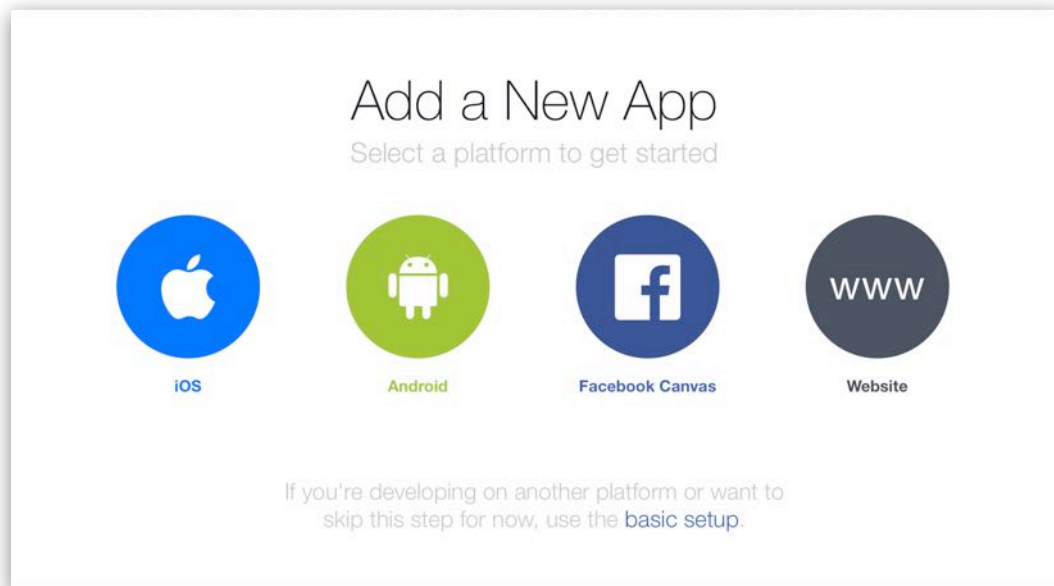 Add a New App
Select a platform to get started
www
iOS
Android
Facebook Canvas
Website
If you're developing on another platform or want to
skip this step for now, use the basic setup.